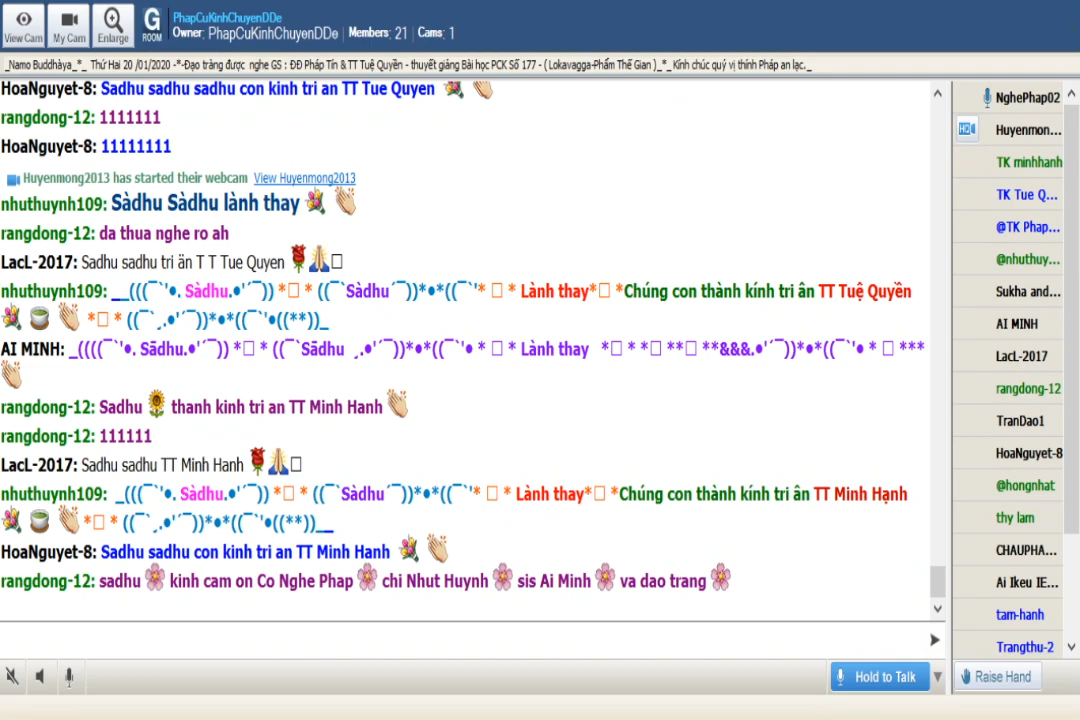 PhapCuKinhChuyenDDe
Owner: PhapCuKinhChuyenDDe | Members: 21 | Cams: 1
View Cam My Cam Enlarge G ROOM
_Namo Buddhàya_*_ Thứ Hai 20 /01/2020 -*-Đạo tràng được nghe GS : ĐĐ Pháp Tín & TT Tuệ Quyền - thuyết giảng Bài học PCK Số 177 - ( Lokavagga-Phẩm Thế Gian )_*_ Kính chúc quý vị thính Pháp an lạc._
HoaNguyet-8: Sadhu sadhu sadhu con kinh tri an TT Tue Quyen
rangdong-12: 1111111
HoaNguyet-8: 11111111
Huyenmong2013 has started their webcam View Huyenmong2013
nhuthuynh109: Sàdhu Sàdhu lành thay
rangdong-12: da thua nghe ro ah
LacL-2017: Sadhu sadhu tri ân T T Tue Quyen
nhuthuynh109: __(((¯`'•. Sàdhu.•'´¯)) *□ * ((¯`Sàdhu´¯))*•*((¯`'* □ * Lành thay*□ *Chúng con thành kính tri ân TT Tuệ Quyền
*□ * ((¯`¸.•'´¯))*•*((¯`'•((**))_
AI MINH: _((((¯`'•. Sādhu.•'´¯)) *□ * ((¯`Sādhu ¸.•'´¯))*•*((¯`'• * □ * Lành thay *□ * *□ **□ **&&&.•'´¯))*•*((¯`'• * □ ***
rangdong-12: Sadhu thanh kinh tri an TT Minh Hanh
rangdong-12: 111111
LacL-2017: Sadhu sadhu TT Minh Hanh
nhuthuynh109: _(((¯`'•. Sàdhu.•'´¯)) *□ * ((¯`Sàdhu´¯))*•*((¯`'* □ * Lành thay*□ *Chúng con thành kính tri ân TT Minh Hạnh
*□ * ((¯`¸.•'´¯))*•*((¯`'•((**))__
HoaNguyet-8: Sadhu sadhu con kinh tri an TT Minh Hanh
rangdong-12: sadhu kinh cam on Co Nghe Phap chi Nhut Huynh sis Ai Minh va dao trang
Hold to Talk
NghePhap02
HD Huyenmon...
TK minhhanh
TK Tue Q...
@TK Phap...
@nhuthuy...
Sukha and...
AI MINH
LacL-2017
rangdong-12
TranDao1
HoaNguyet-8
@hongnhat
thy lam
CHAUPHA...
Ai Ikeu IE...
tam-hanh
Trangthu-2
Raise Hand